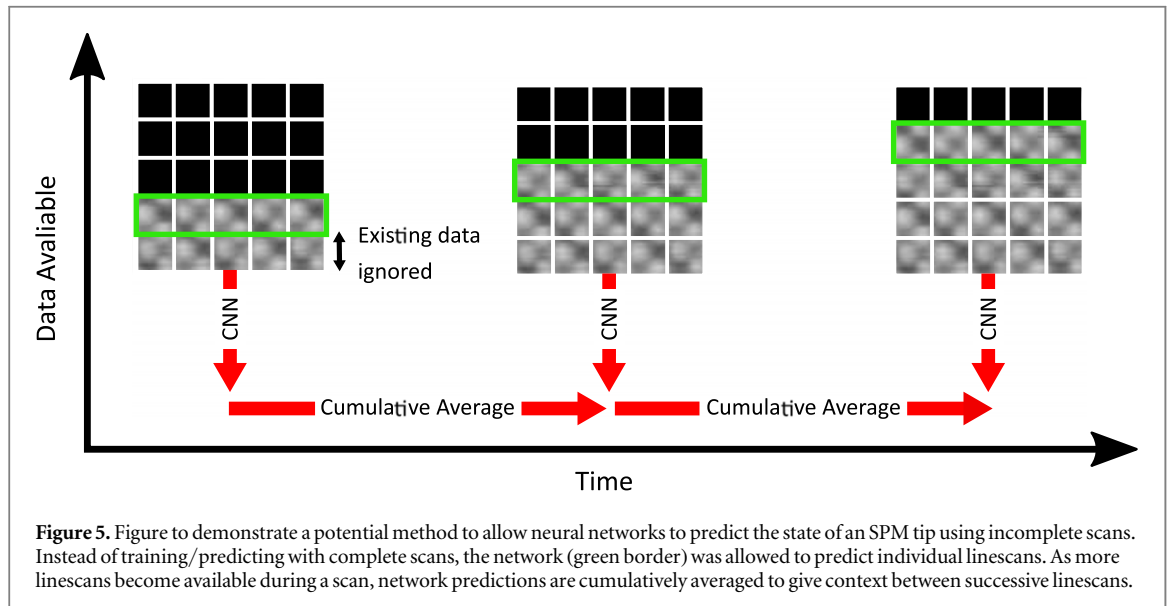 Data Avaliable
Existing data
ignored
CNN
CNN
CNN
Cumulative Average
Cumulative Average
Time
Figure 5. Figure to demonstrate a potential method to allow neural networks to predict the state of an SPM tip using incomplete scans.
Instead of training/predicting with complete scans, the network (green border) was allowed to predict individual linescans. As more
linescans become available during a scan, network predictions are cumulatively averaged to give context between successive linescans.